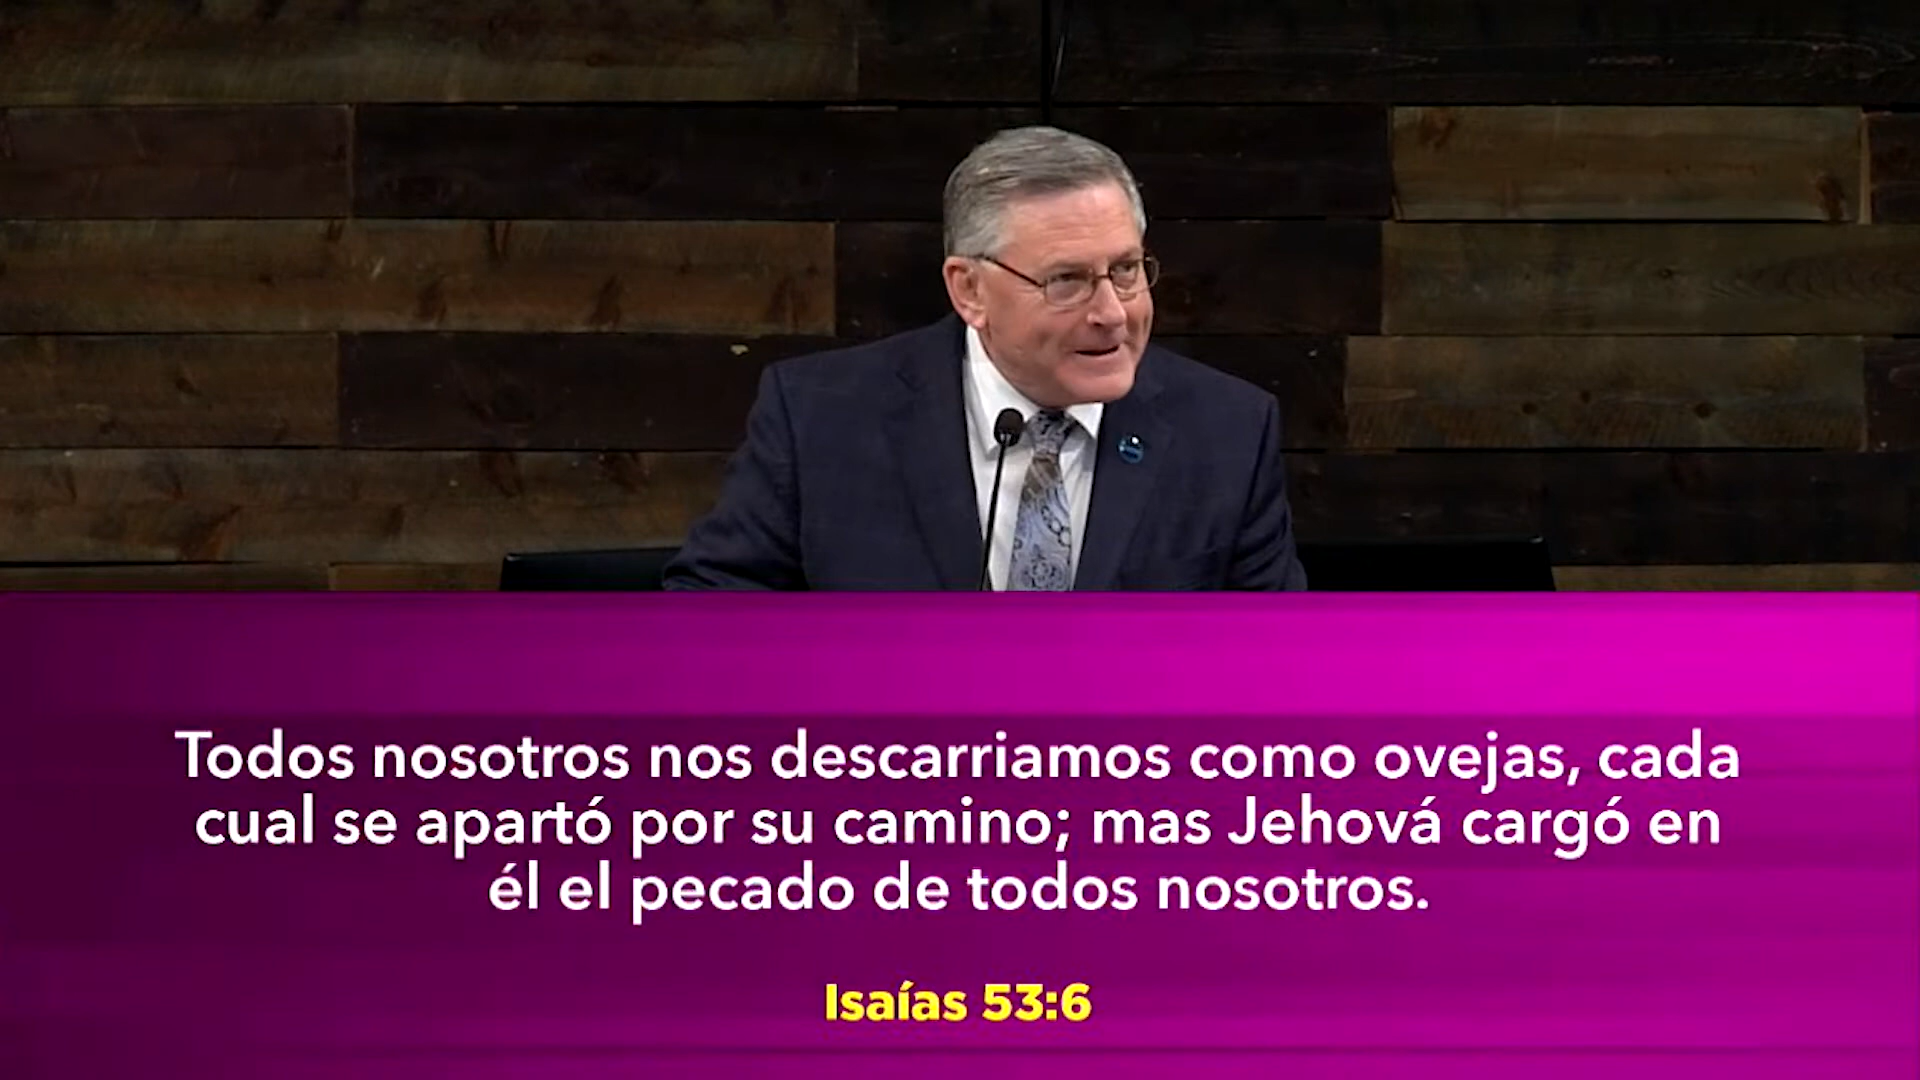 Todos nosotros nos descarriamos como ovejas, cada
cual se apartó por su camino; mas Jehová cargó en
él el pecado de todos nosotros.
Isaías 53:6